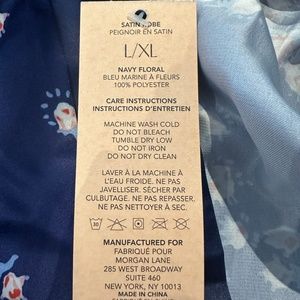 SATIN ROBE
PEIGNOIR EN SATIN
L/XL
NAVY FLORAL
BLEU MARINE À FLEURS
100% POLYESTER
CARE INSTRUCTIONS
INSTRUCTIONS D'ENTRETIEN
MACHINE WASH COLD
DO NOT BLEACH
TUMBLE DRY LOW
DO NOT IRON
DO NOT DRY CLEAN
LAVER À LA MACHINE À
L'EAU FROIDE. NE PAS
JAVELLISER. SÉCHER PAR
CULBUTAGE. NE PAS REPASSER.
NE PAS NETTOYER À SEC.
30
MANUFACTURED FOR
FABRIQUÉ POUR
MORGAN LANE
285 WEST BROADWAY
SUITE 460
NEW YORK, NY 10013
MADE IN CHINA